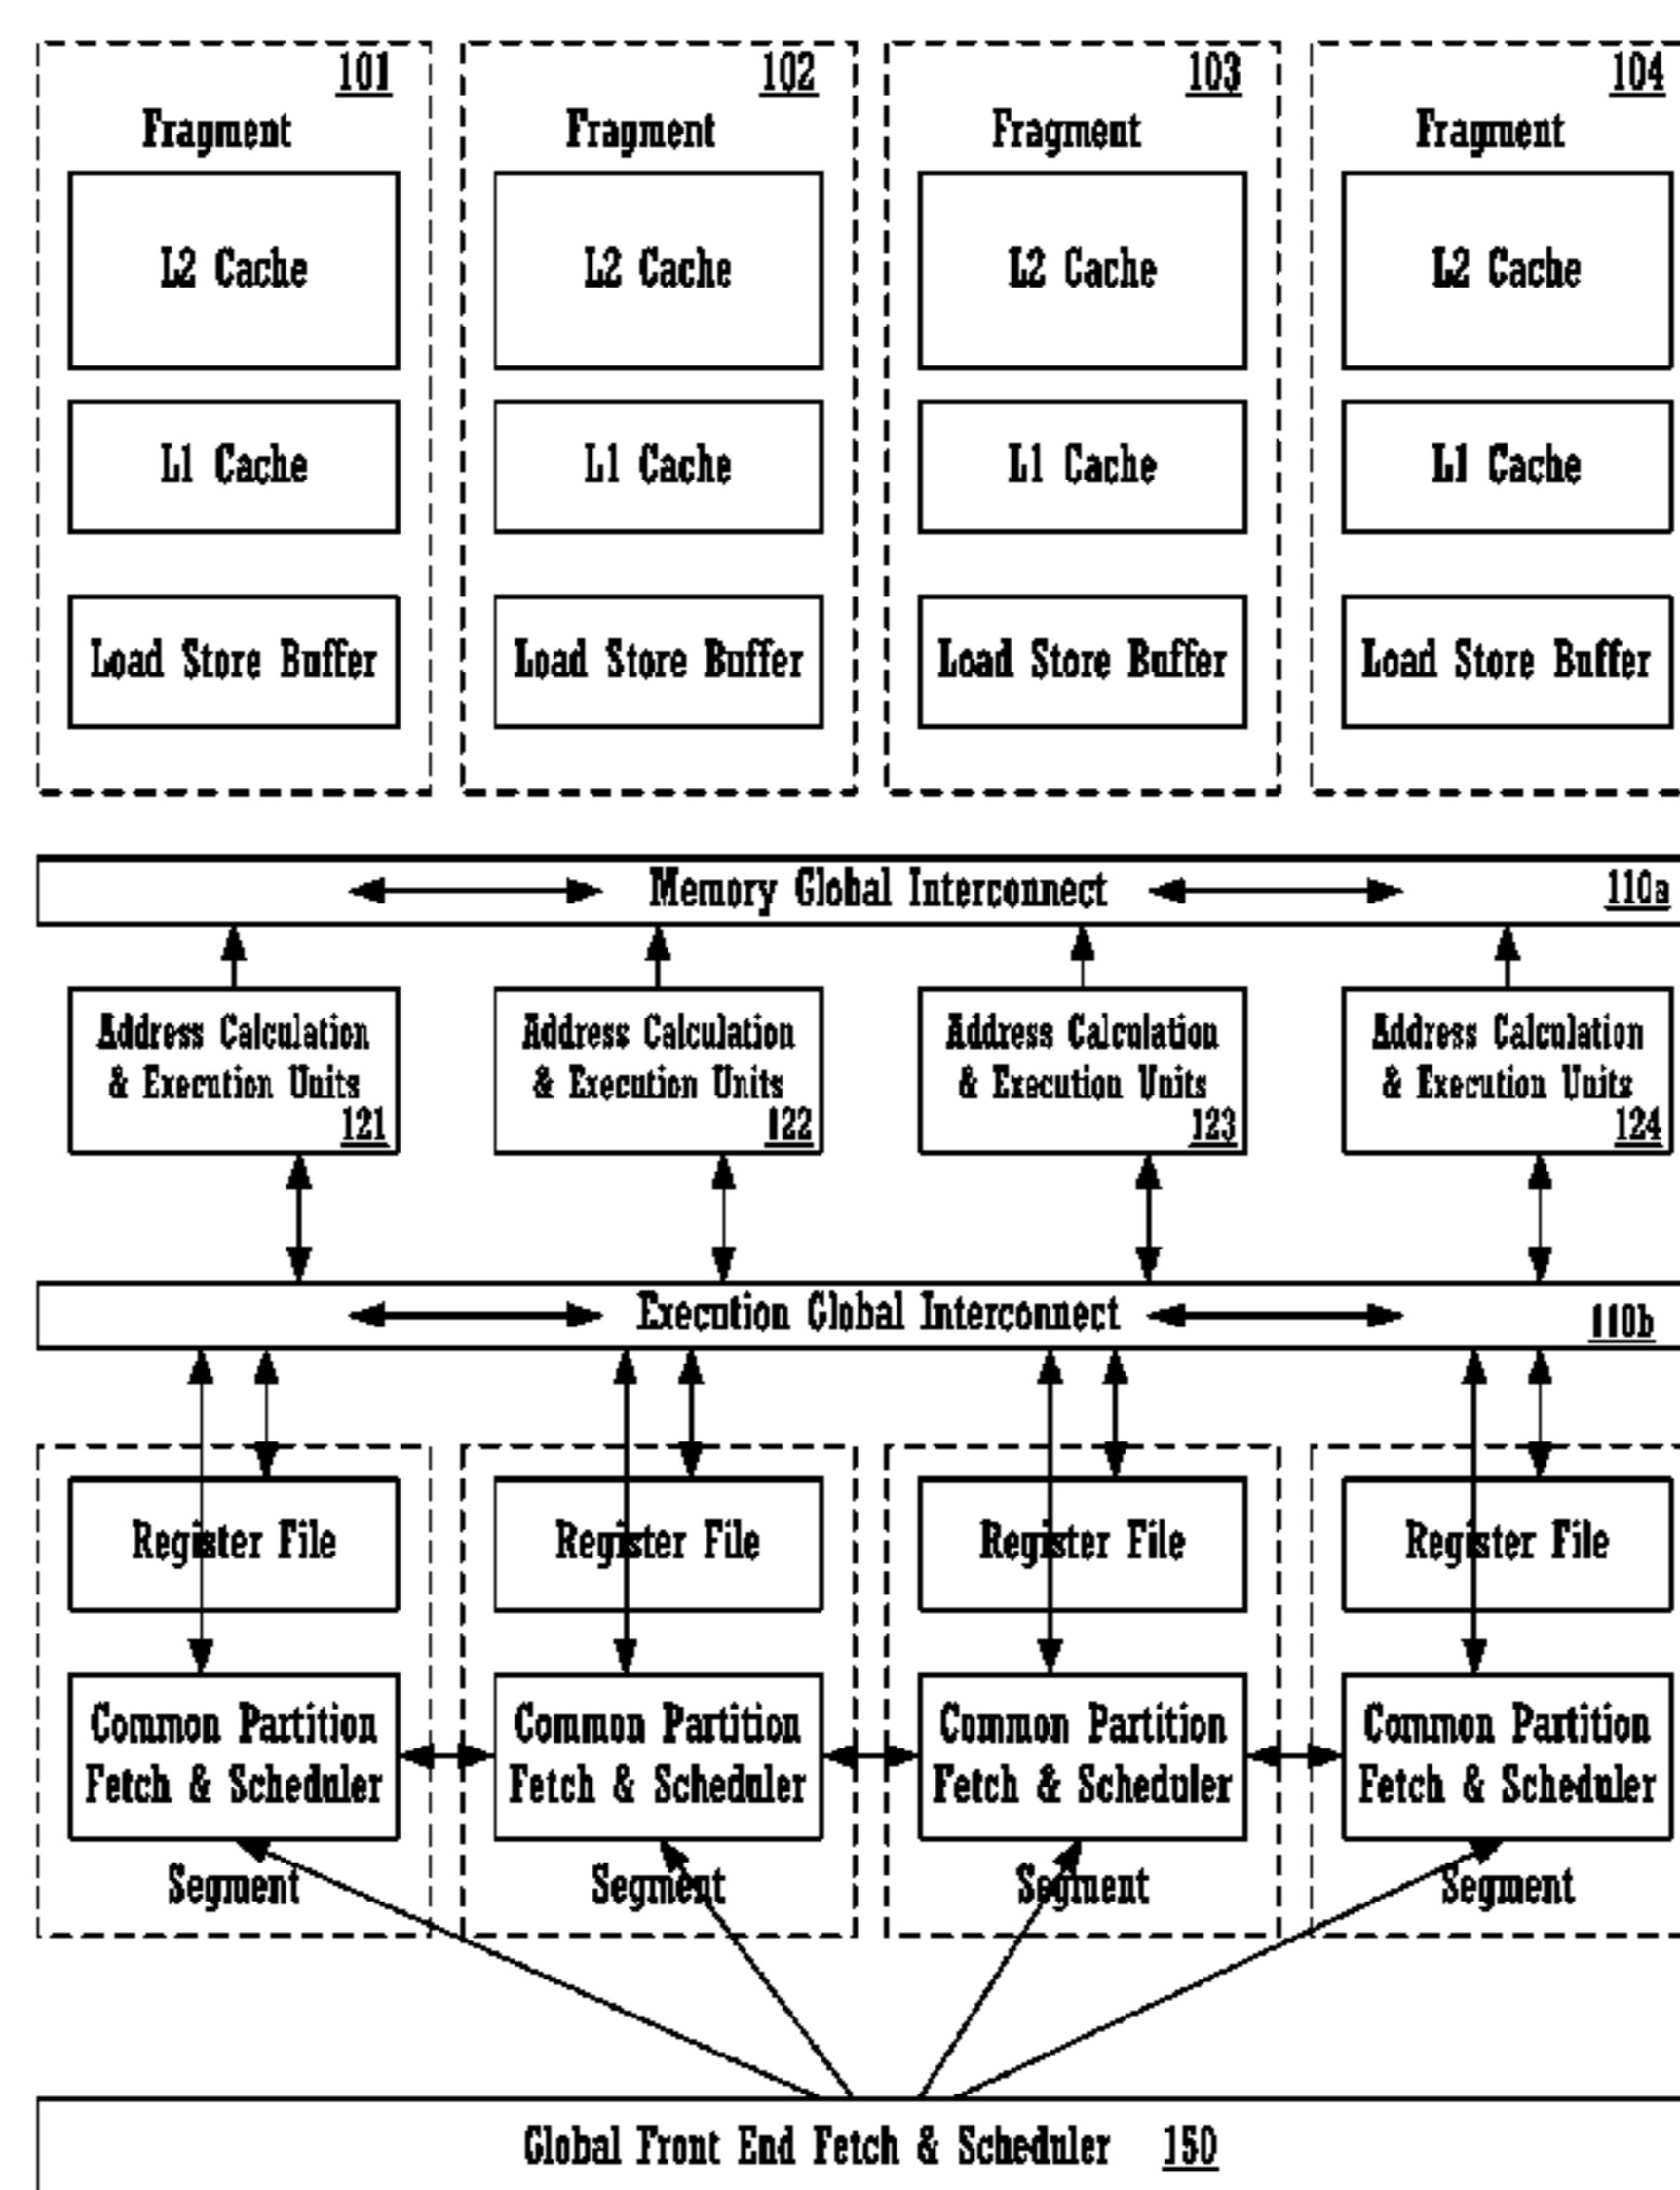 101 102 103 104
Fragment Fragment Fragment Fragment
L2 Cache L2 Cache L2 Cache L2 Cache
L1 Cache L1 Cache L1 Cache L1 Cache
Load Store Buffer Load Store Buffer Load Store Buffer Load Store Buffer
Memory Global Interconnect 110a
Address Calculation Address Calculation Address Calculation Address Calculation
& Execution Units & Execution Units & Execution Units & Execution Units
121 122 123 124
Execution Global Interconnect 110b
Register File Register File Register File Register File
Common Partition Common Partition Common Partition Common Partition
Fetch & Scheduler Fetch & Scheduler Fetch & Scheduler Fetch & Scheduler
Segment Segment Segment Segment
Global Front End Fetch & Scheduler 150